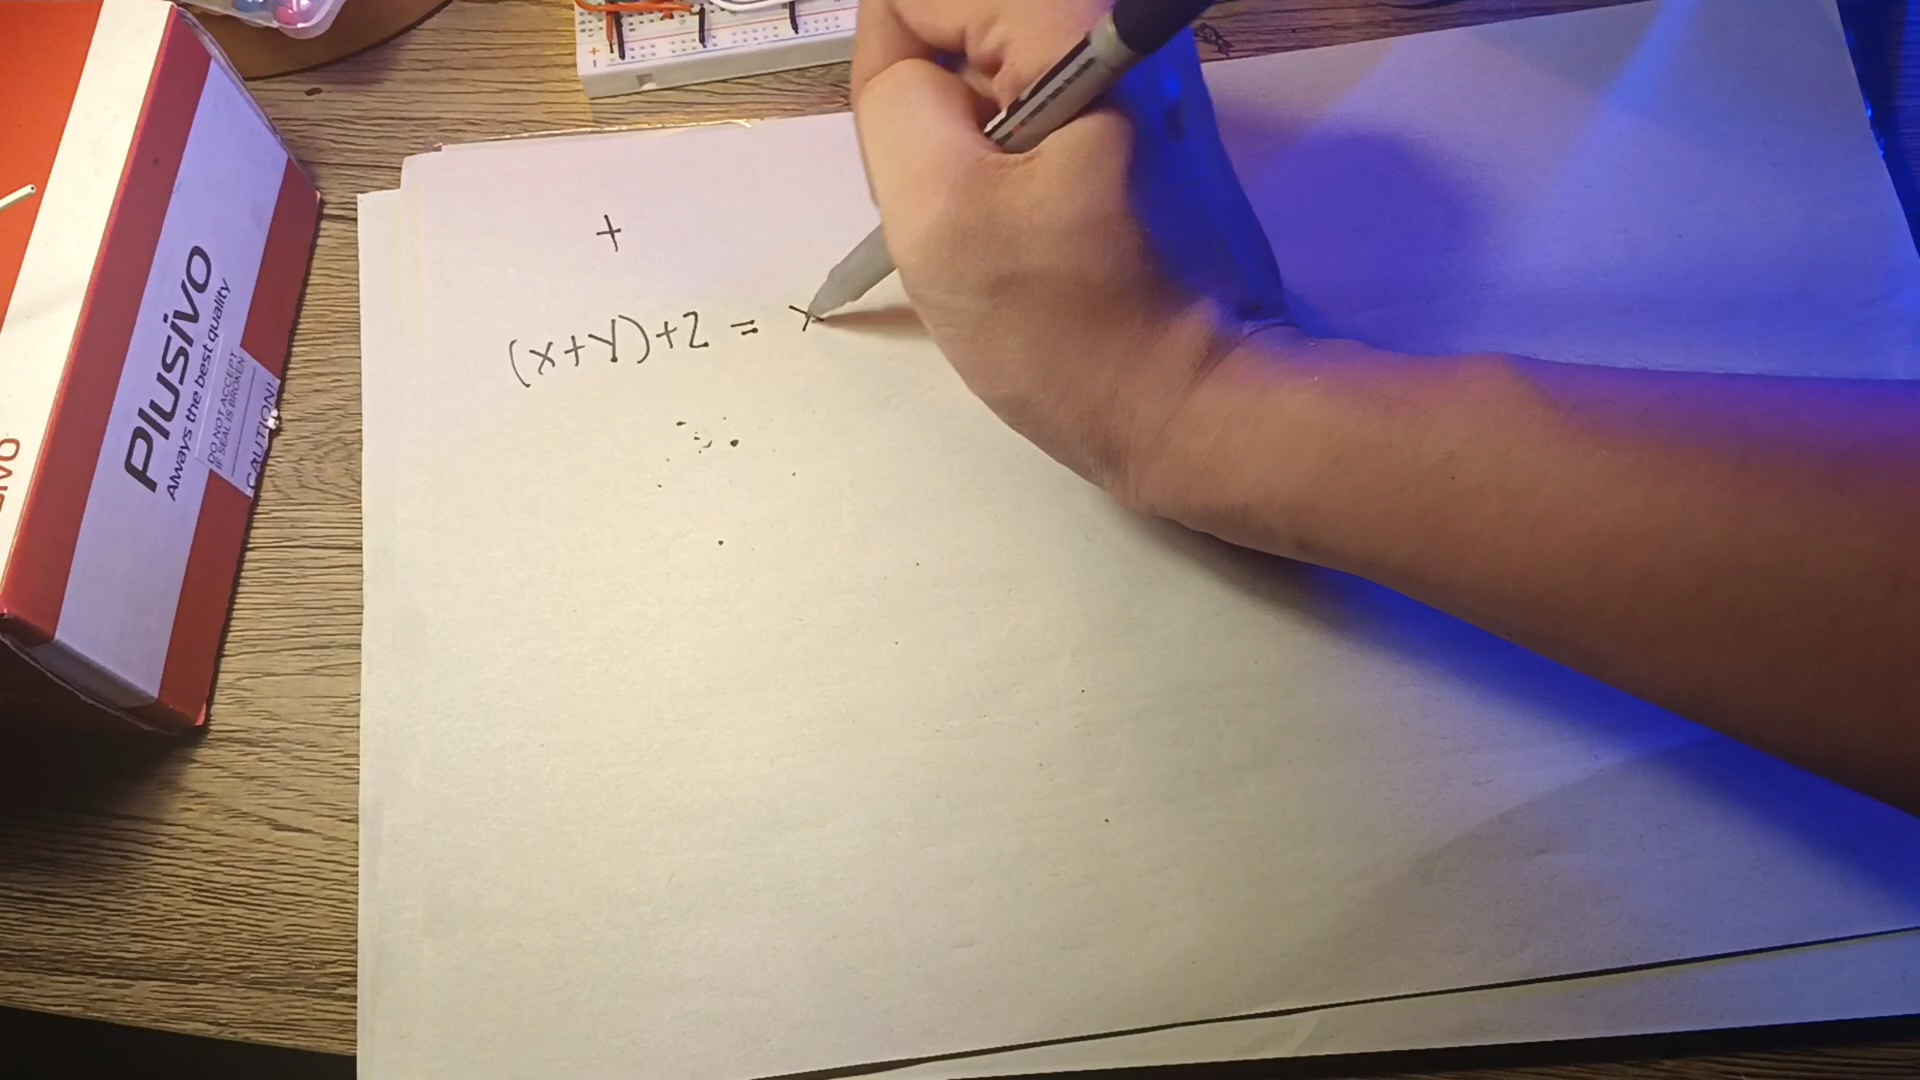 +
(x+y)+z = x
Plusivo
Always the best quality
DO NOT ACCEPT
IF SEAL IS BROKEN
CAUTION!